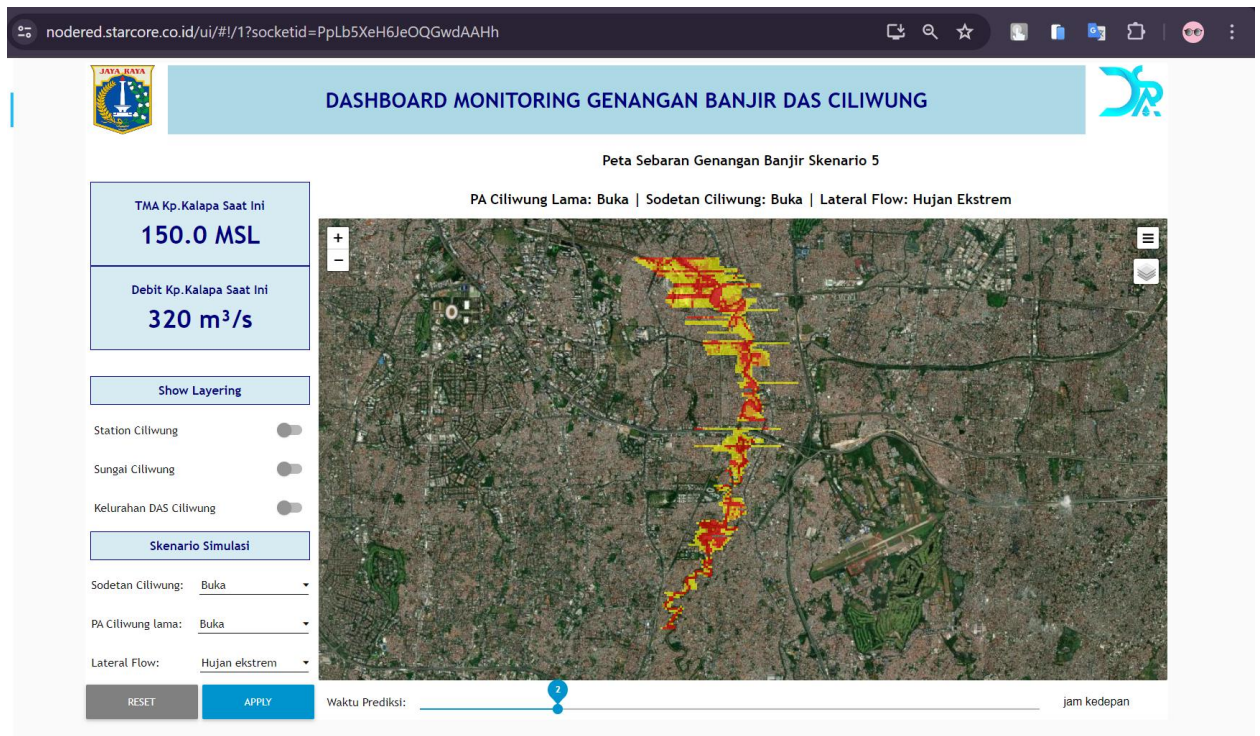 nodered.starcore.co.id/ui/#!/1?socketid=PpLb5XeH6JeOQGwdAAHh
JAYA RAYA
DASHBOARD MONITORING GENANGAN BANJIR DAS CILIWUNG
Peta Sebaran Genangan Banjir Skenario 5
PA Ciliwung Lama: Buka | Sodetan Ciliwung: Buka | Lateral Flow: Hujan Ekstrem
TMA Kp.Kalapa Saat Ini
150.0 MSL
Debit Kp.Kalapa Saat Ini
320 m³/s
Show Layering
Station Ciliwung
Sungai Ciliwung
Kelurahan DAS Ciliwung
Skenario Simulasi
Sodetan Ciliwung: Buka
PA Ciliwung lama: Buka
Lateral Flow: Hujan ekstrem
RESET APPLY
+
−
Waktu Prediksi: 2 jam kedepan